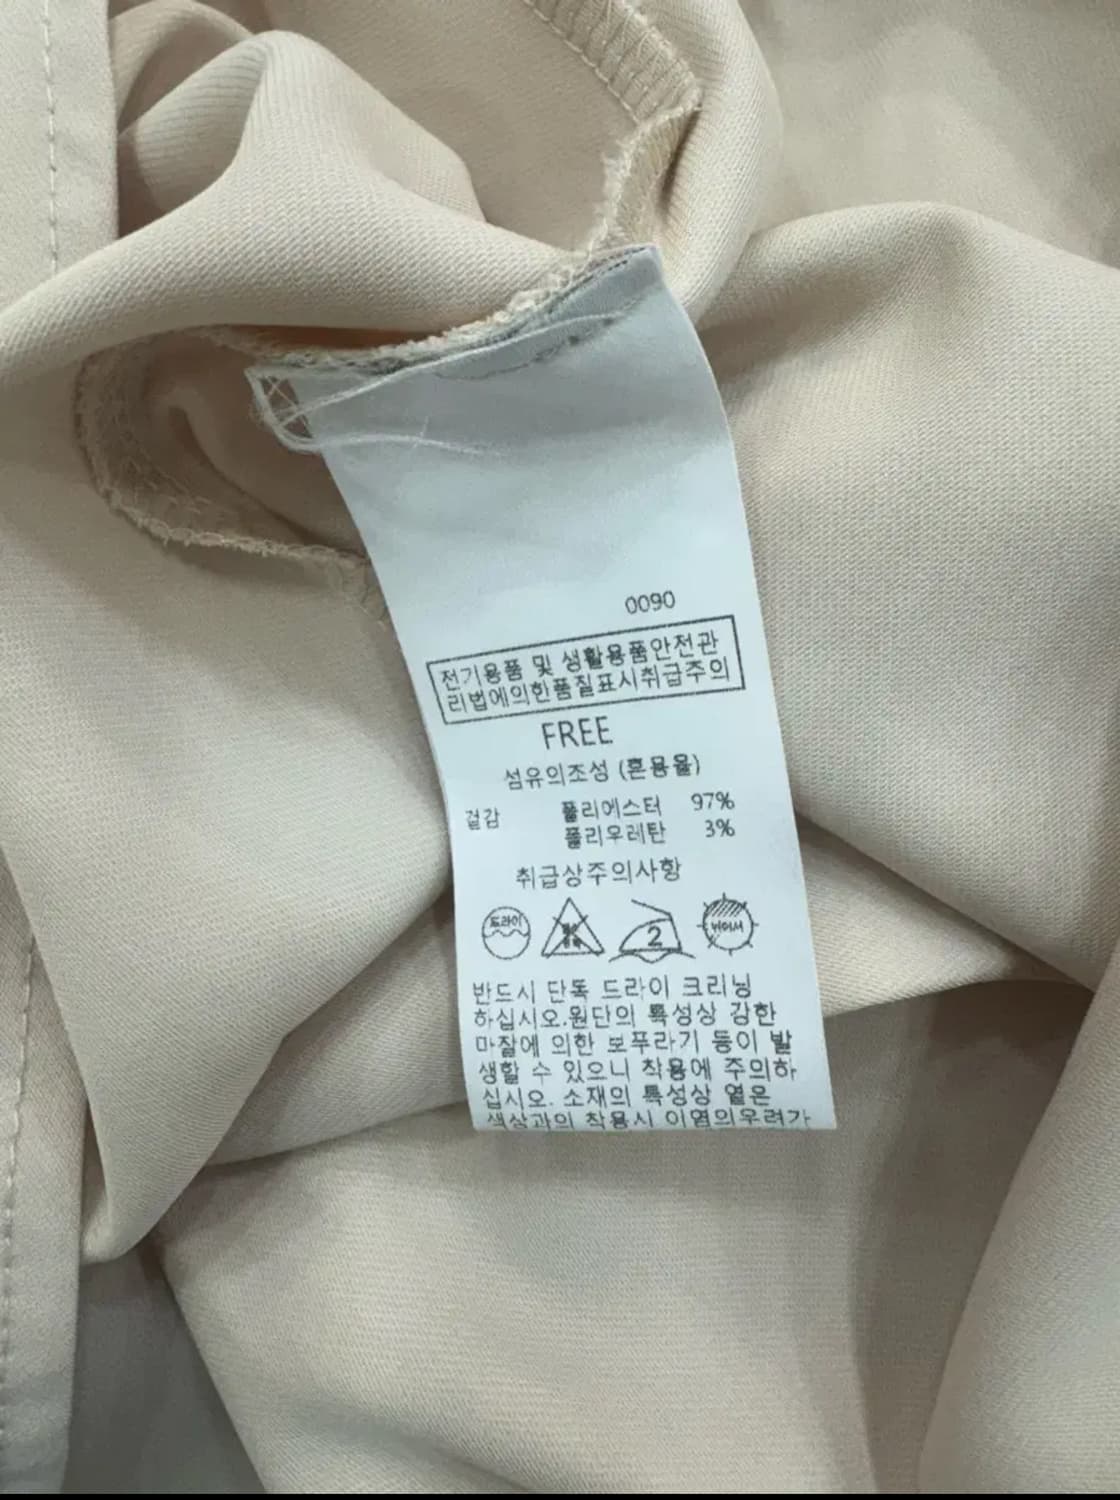 0090
전기용품 및 생활용품안전관
리법에의한품질표시취급주의
FREE
섬유의조성 (혼용율)
겉감 폴리에스터 97%
폴리우레탄 3%
취급상주의사항
드라이 2 뉘어서
반드시 단독 드라이 크리닝
하십시오.원단의 특성상 강한
마찰에 의한 보푸라기 등이 발
생할 수 있으니 착용에 주의하
십시오. 소재의 특성상 옅은
색상과의 착용시 이염의우려가